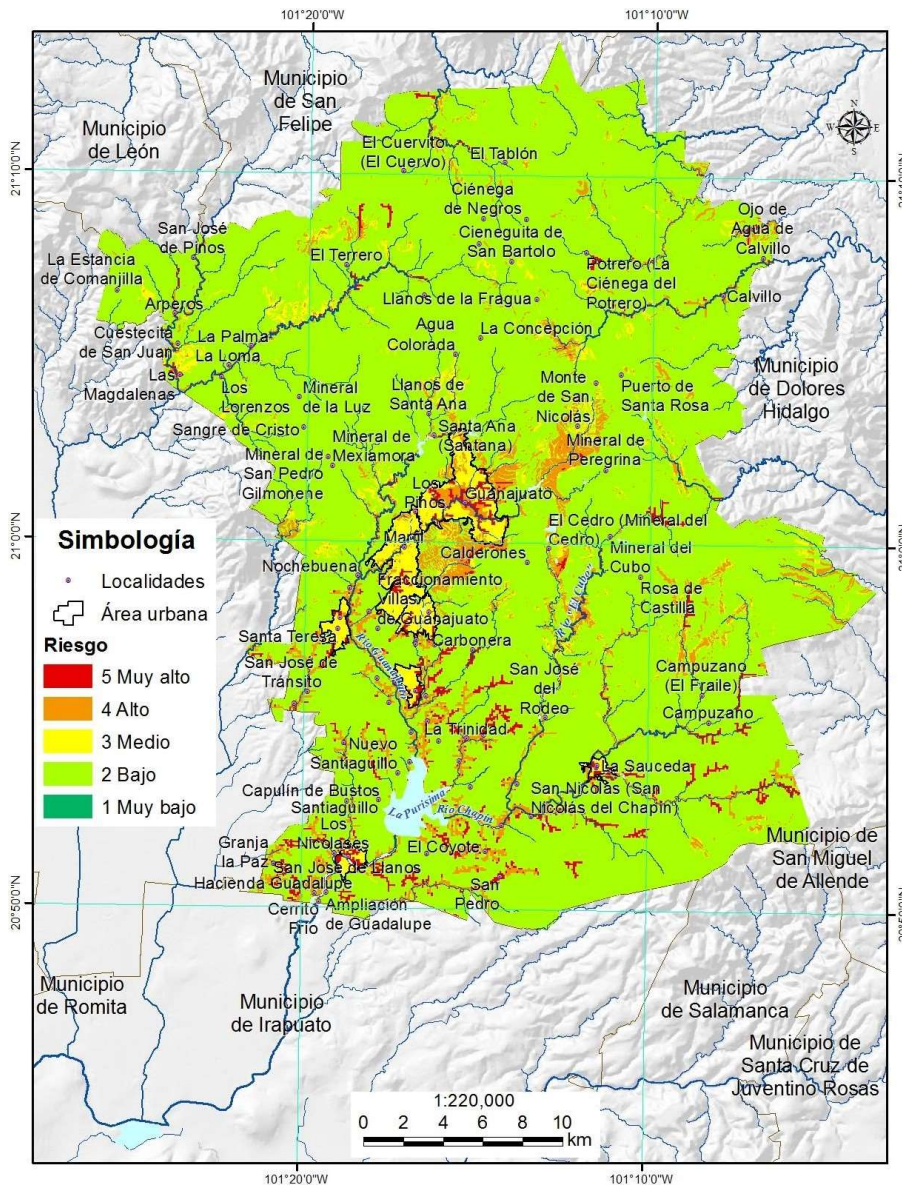 101°20'0"W
101°10'0"W
Municipio
de San
Felipe
Municipio
de León
N
W
E
S
21°10'0"N
El Cuervito
(El Cuervo)
El Tablón
Ciénega
de Negros
Cieneguita de
San Bartolo
Ojo de
Agua de
Calvillo
San José
de Pinos
La Estancia
de Comanjilla
El Terrero
Potrero (La
Ciénega del
Potrero)
Arperos
Llanos de la Fragua
Calvillo
Cuestecita
de San Juan
La Palma
La Loma
Agua
Colorada
La Concepción
Las
Magdalenas
Los
Lorenzos
Mineral
de la Luz
Llanos de
Santa Ana
Monte
de San
Nicolás
Puerto de
Santa Rosa
Municipio
de Dolores
Hidalgo
Sangre de Cristo
Mineral de
Mexiamora
Santa Ana
(Santana)
Mineral de
Peregrina
Mineral de
San Pedro
Gilmonene
Los
Pinos
Guanajuato
21°0'0"N
El Cedro (Mineral del
Cedro)
Marfil
Calderones
Mineral del
Cubo
Nochebuena
Fraccionamiento
Villas
de Guanajuato
Rosa de
Castilla
Santa Teresa
Carbonera
San José de
Tránsito
San José
del
Rodeo
Campuzano
(El Fraile)
Campuzano
La Trinidad
Nuevo
Santiaguillo
La Sauceda
Capulín de Bustos
Santiaguillo
La Purísima
Río Chapín
San Nicolás (San
Nicolás del Chapín)
Los
Nicolases
Granja
la Paz
El Coyote
Municipio de
San Miguel
de Allende
San José de Llanos
Hacienda Guadalupe
San
Pedro
20°50'0"N
Cerrito
Frío
Ampliación
de Guadalupe
Municipio
de Romita
Municipio
de Irapuato
Municipio
de Salamanca
Municipio de
Santa Cruz de
Juventino Rosas
Simbología
Localidades
Área urbana
Riesgo
5 Muy alto
4 Alto
3 Medio
2 Bajo
1 Muy bajo
1:220,000
0 2 4 6 8 10
km
101°20'0"W
101°10'0"W